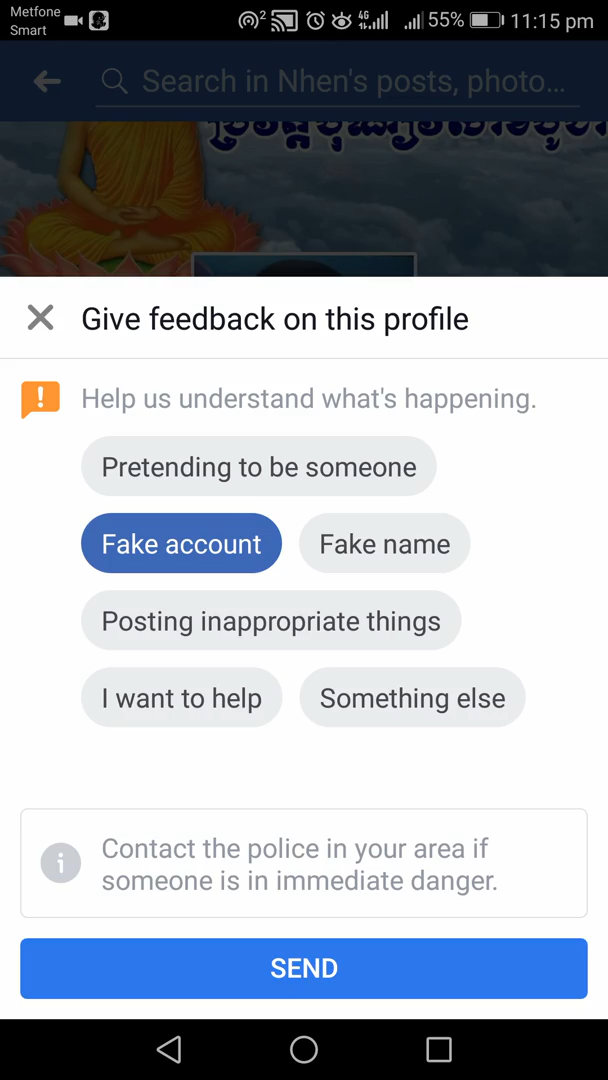 Metfone
Smart
2
4G
55%
11:15 pm
Search in Nhen's posts, photo...
Give feedback on this profile
Help us understand what's happening.
Pretending to be someone
Fake account
Fake name
Posting inappropriate things
I want to help
Something else
Contact the police in your area if
someone is in immediate danger.
SEND